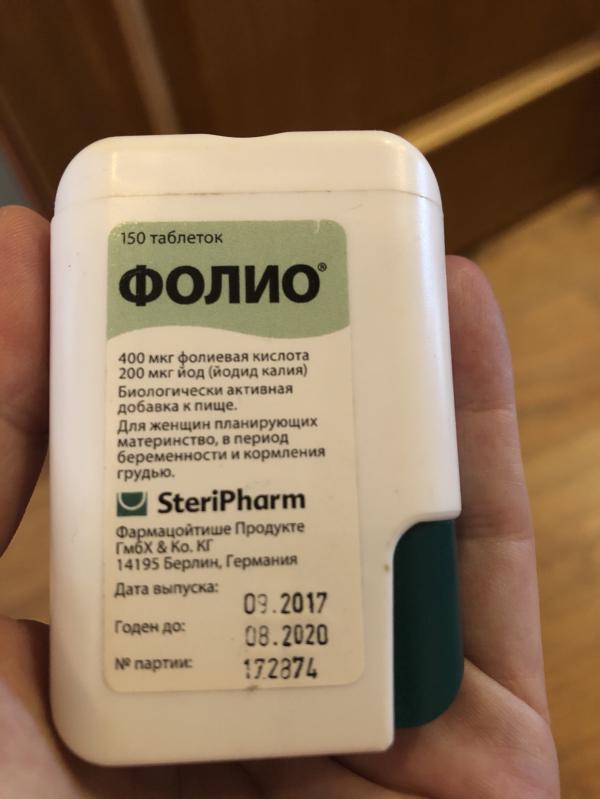 150 таблеток
ФОЛИО®
400 мкг фолиевая кислота
200 мкг йод (йодид калия)
Биологически активная
добавка к пище.
Для женщин планирующих
материнство, в период
беременности и кормления
грудью.
SteriPharm
Фармацойтише Продукте
ГмбХ & Ко. КГ
14195 Берлин, Германия
Дата выпуска: 09.2017
Годен до: 08.2020
№ партии: 172874